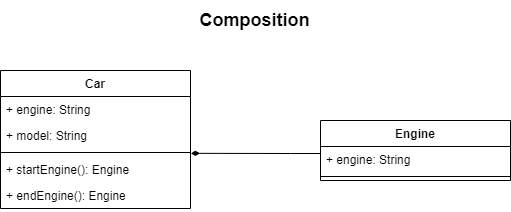 Composition
Car
+ engine: String
+ model: String
+ startEngine(): Engine
+ endEngine(): Engine
Engine
+ engine: String